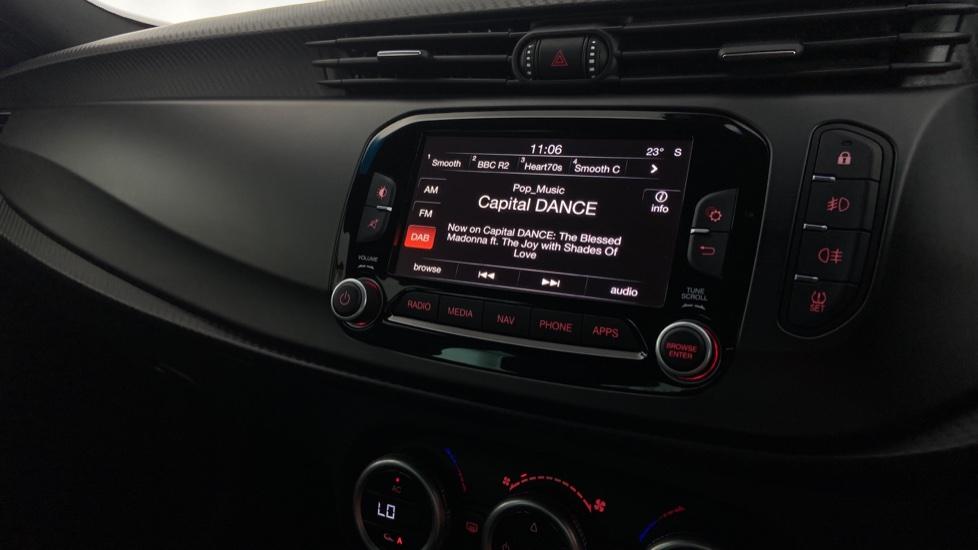 11:06
23° S
1 Smooth 2 BBC R2 3 Heart70s 4 Smooth C
Pop_Music
Capital DANCE
info
AM
FM
DAB
Now on Capital DANCE: The Blessed
Madonna ft. The Joy with Shades Of
Love
browse
audio
VOLUME
TUNE
SCROLL
RADIO MEDIA NAV PHONE APPS
BROWSE
ENTER
SET
AC
LO
A